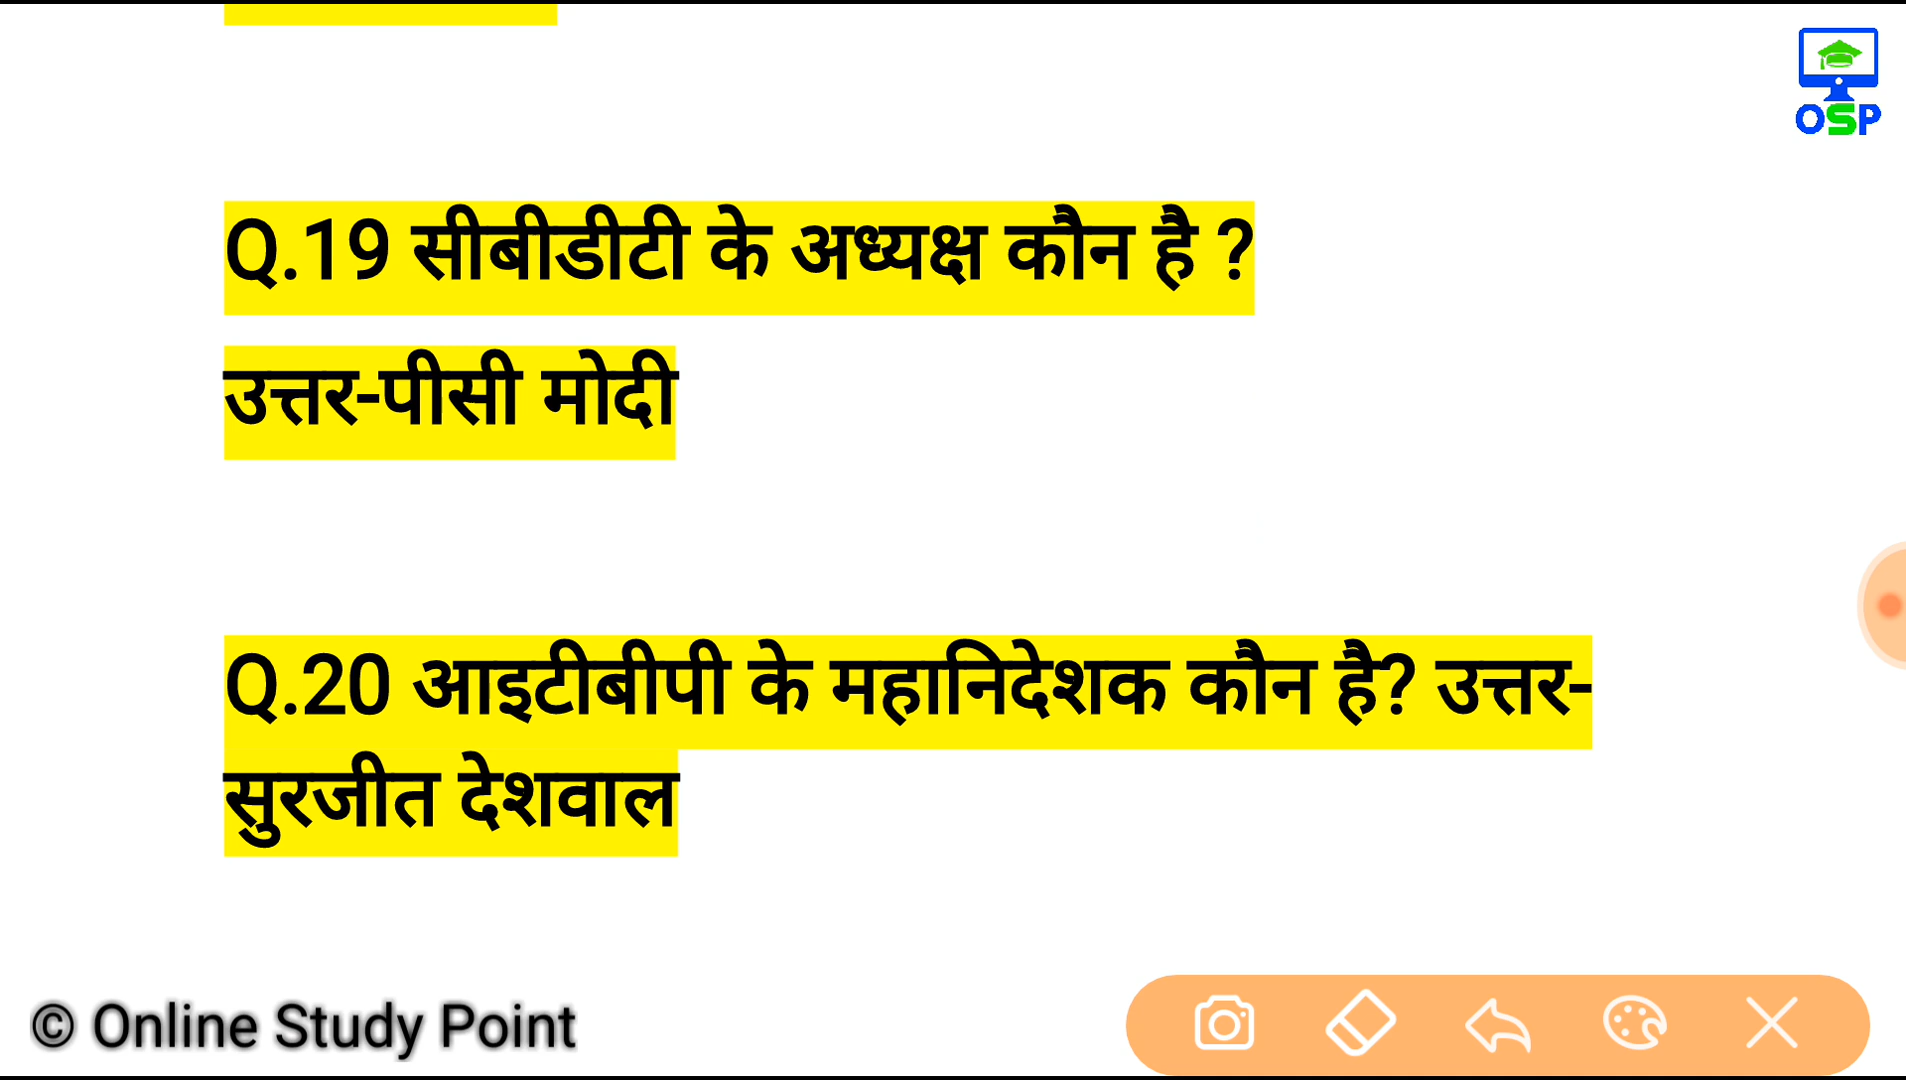 OSP
Q.19 सीबीडीटी के अध्यक्ष कौन है ?
उत्तर-पीसी मोदी
Q.20 आइटीबीपी के महानिदेशक कौन है? उत्तर-
सुरजीत देशवाल
© Online Study Point